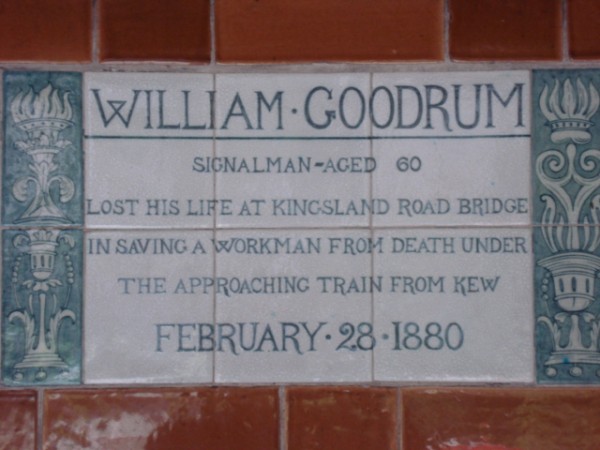 WILLIAM·GOODRUM
SIGNALMAN-AGED 60
LOST HIS LIFE AT KINGSLAND ROAD BRIDGE
IN SAVING A WORKMAN FROM DEATH UNDER
THE APPROACHING TRAIN FROM KEW
FEBRUARY·28·1880